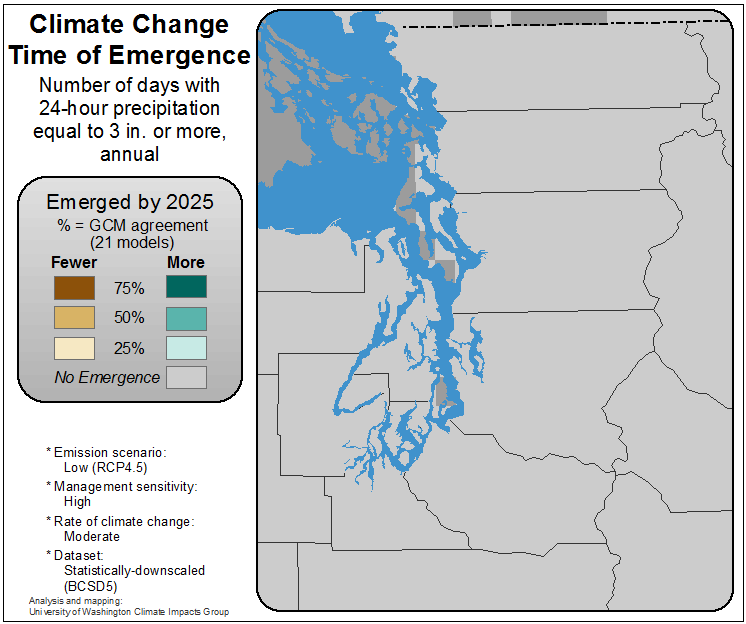 Climate Change
Time of Emergence
Number of days with
24-hour precipitation
equal to 3 in. or more,
annual
Emerged by 2025
% = GCM agreement
(21 models)
Fewer More
75%
50%
25%
No Emergence
* Emission scenario:
Low (RCP4.5)
* Management sensitivity:
High
* Rate of climate change:
Moderate
* Dataset:
Statistically-downscaled
(BCSD5)
Analysis and mapping:
University of Washington Climate Impacts Group